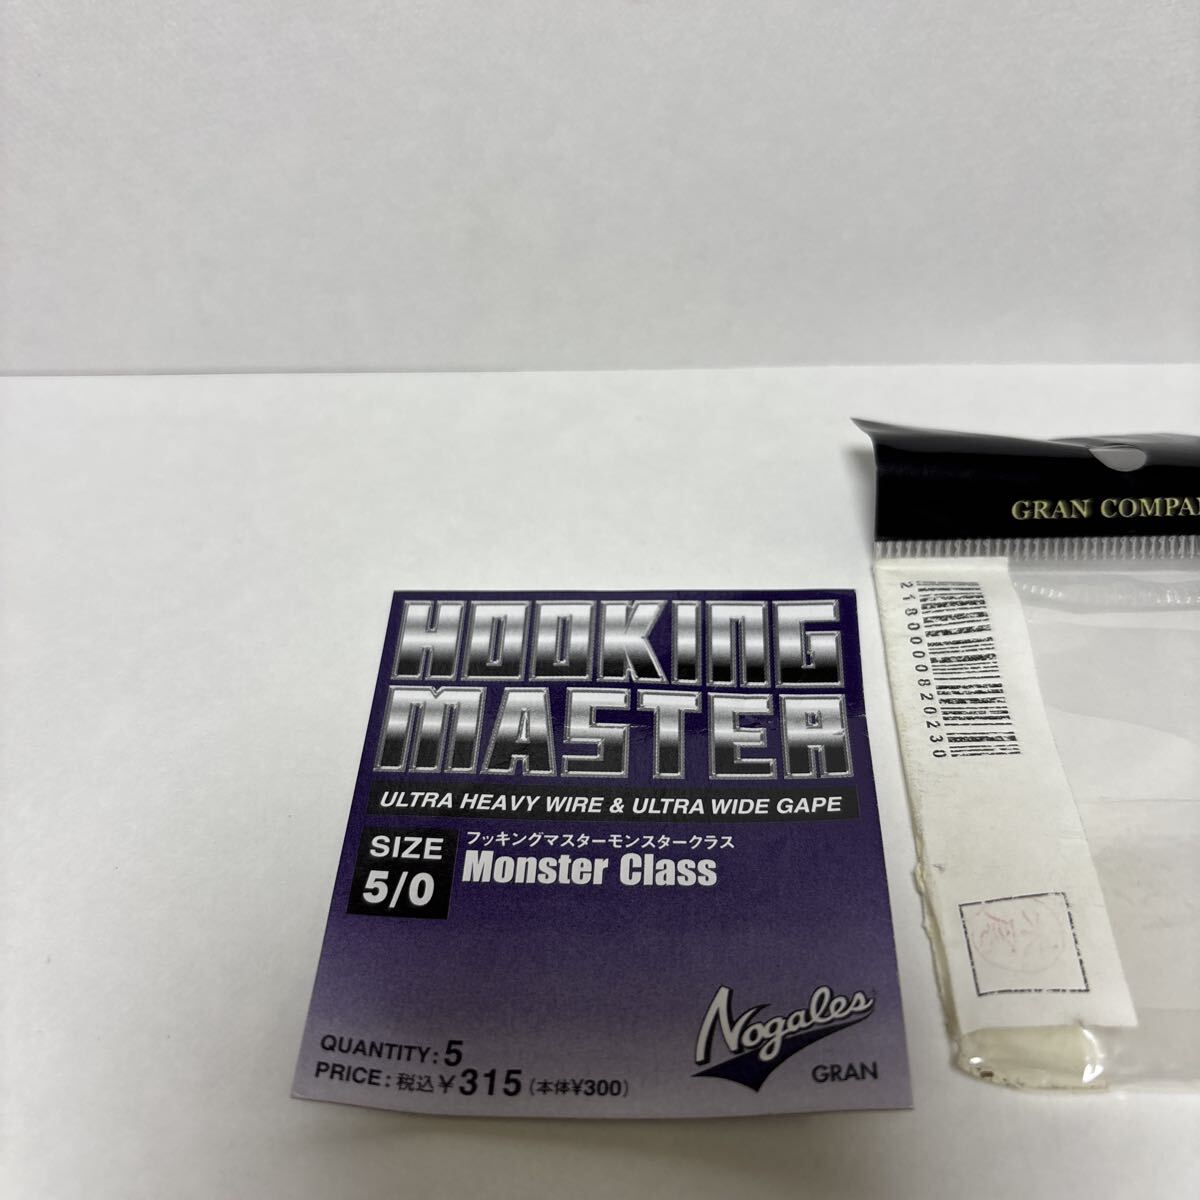 HOOKING
MASTER
ULTRA HEAVY WIRE & ULTRA WIDE GAPE
SIZE
5/0
フッキングマスターモンスタークラス
Monster Class
QUANTITY: 5
PRICE: 税込¥315 (本体¥300)
Nogales
GRAN
GRAN COMPA
2180000820230